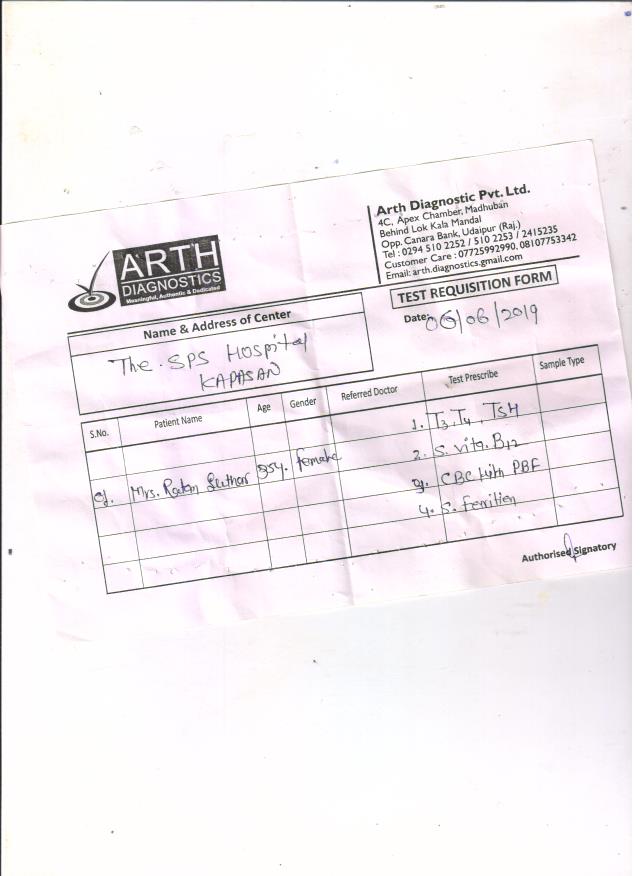 ARTH
DIAGNOSTICS
Meaningful, Authentic & Dedicated
Arth Diagnostic Pvt. Ltd.
4C, Apex Chamber, Madhuban
Behind Lok Kala Mandal
Opp. Canara Bank, Udaipur (Raj.)
Tel : 0294 510 2252 / 510 2253 / 2415235
Customer Care : 07725992990, 08107753342
Email: arth.diagnostics.gmail.com
TEST REQUISITION FORM
Date: 06/06/2019
Name & Address of Center
The SPS Hospital
KAPASAN
S.No. Patient Name Age Gender Referred Doctor Test Prescribe Sample Type
1. T3, T4, TSH
2. S. vita. B12
Mrs. Ratan Suthar female 3. CBC with PBF
4. S. ferritien
Authorised Signatory